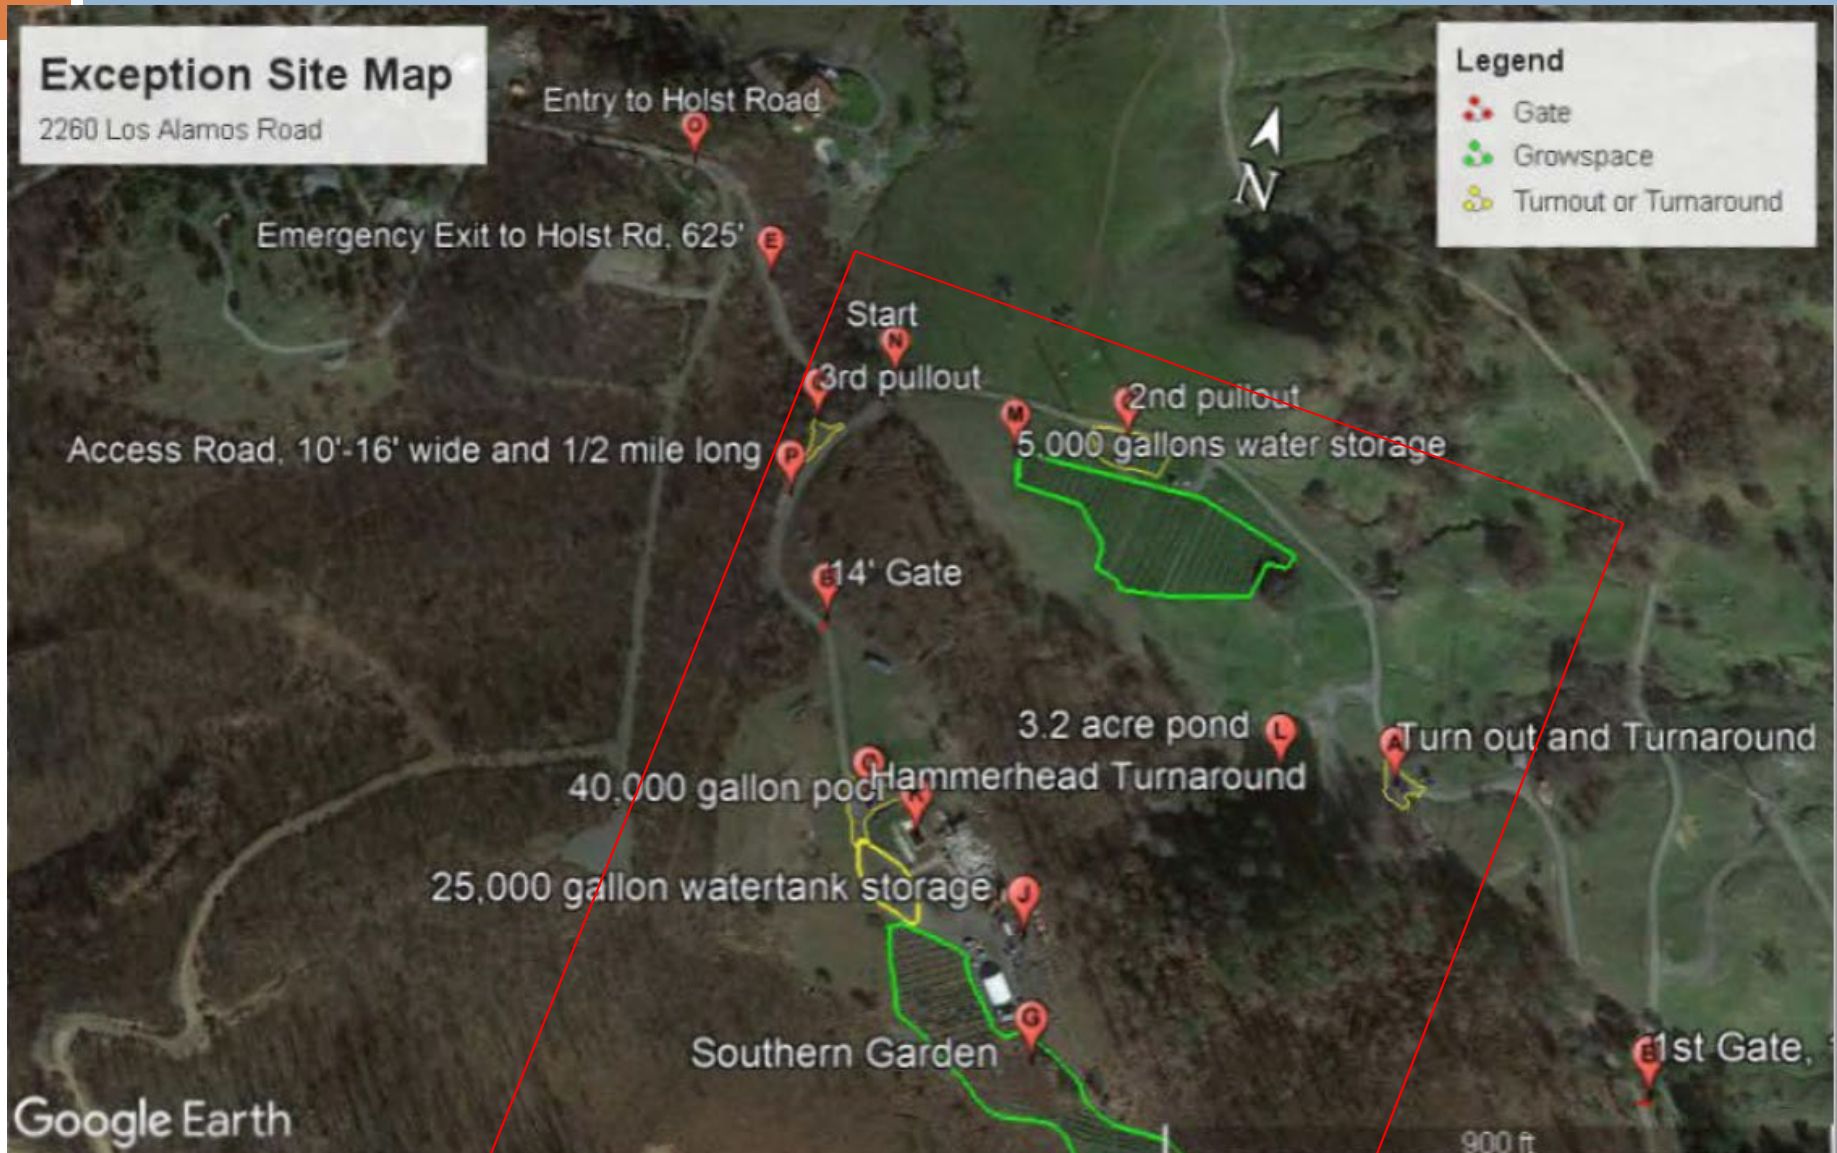 Exception Site Map
2260 Los Alamos Road
Legend
Gate
Growspace
Turnout or Turnaround
N
Entry to Holst Road
O
Emergency Exit to Holst Rd, 625'
E
Start
N
3rd pullout
2nd pullout
M
5,000 gallons water storage
Access Road, 10'-16' wide and 1/2 mile long
P
14' Gate
3.2 acre pond
L
A
Turn out and Turnaround
Hammerhead Turnaround
40,000 gallon pool
K
25,000 gallon watertank storage
J
G
Southern Garden
1st Gate,
Google Earth
900 ft